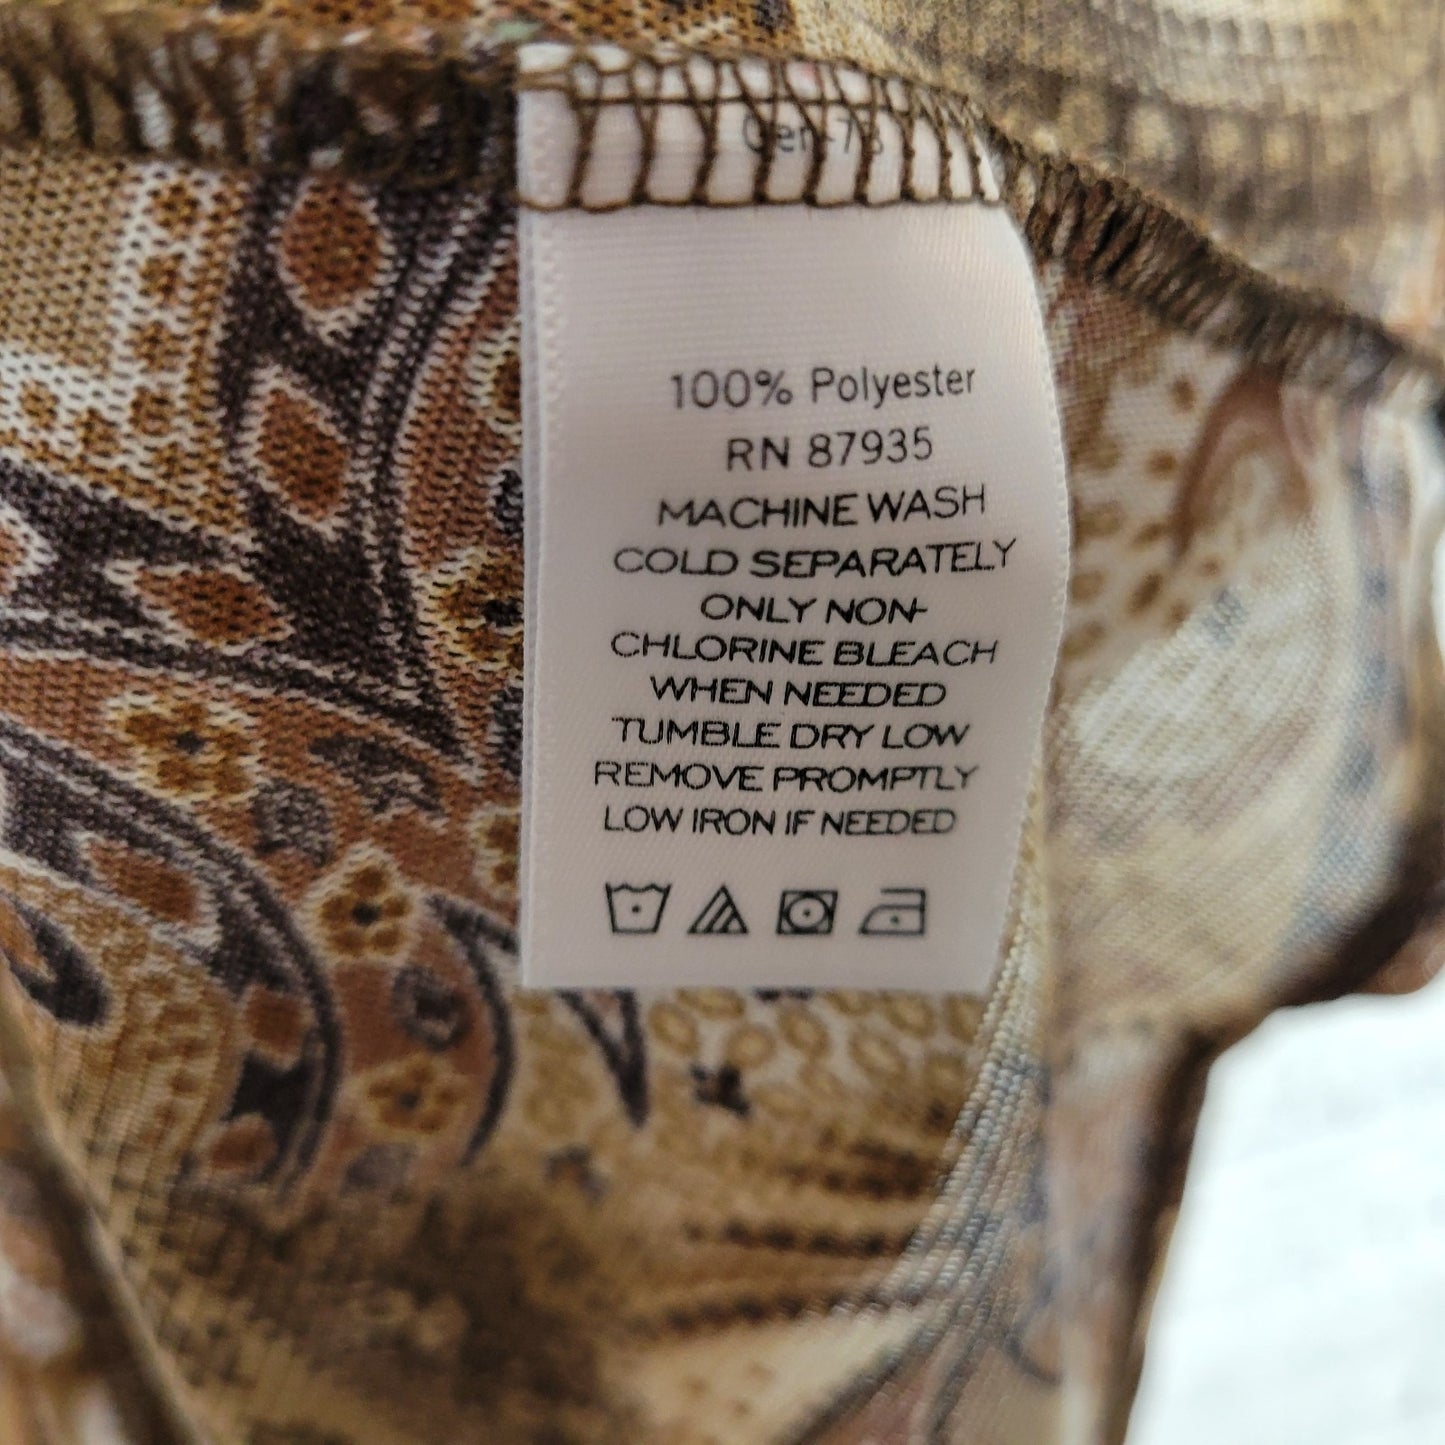 100% Polyester
RN 87935
MACHINE WASH
COLD SEPARATELY
ONLY NON-
CHLORINE BLEACH
WHEN NEEDED
TUMBLE DRY LOW
REMOVE PROMPTLY
LOW IRON IF NEEDED